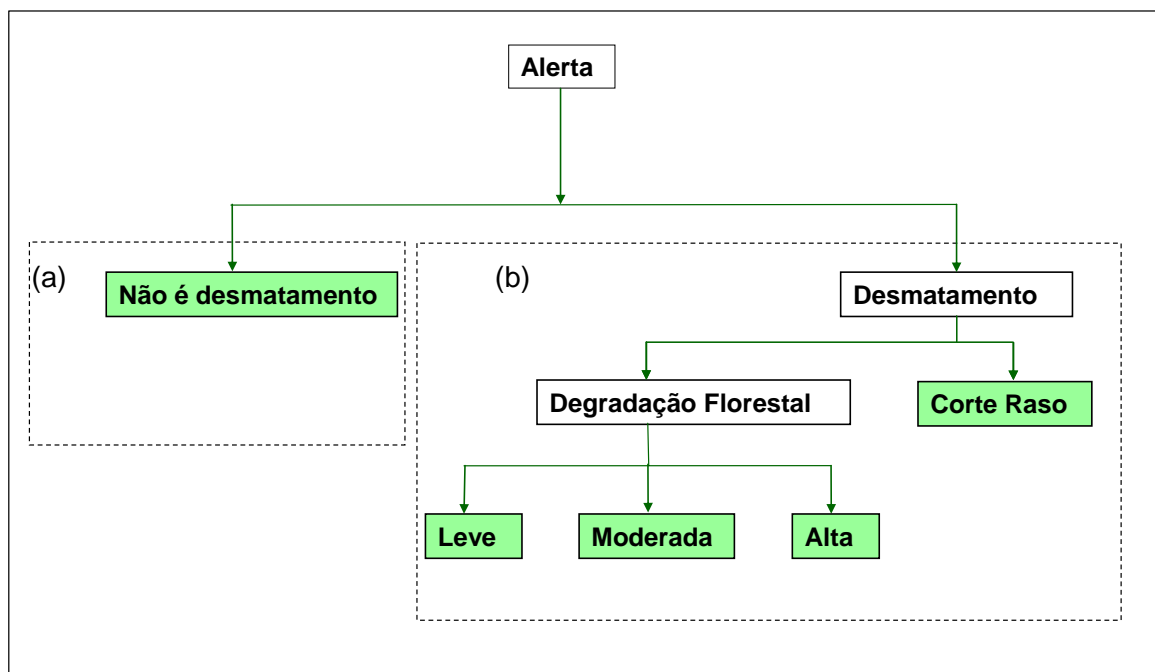 Alerta
(a)
Não é desmatamento
(b)
Desmatamento
Degradação Florestal
Corte Raso
Leve
Moderada
Alta